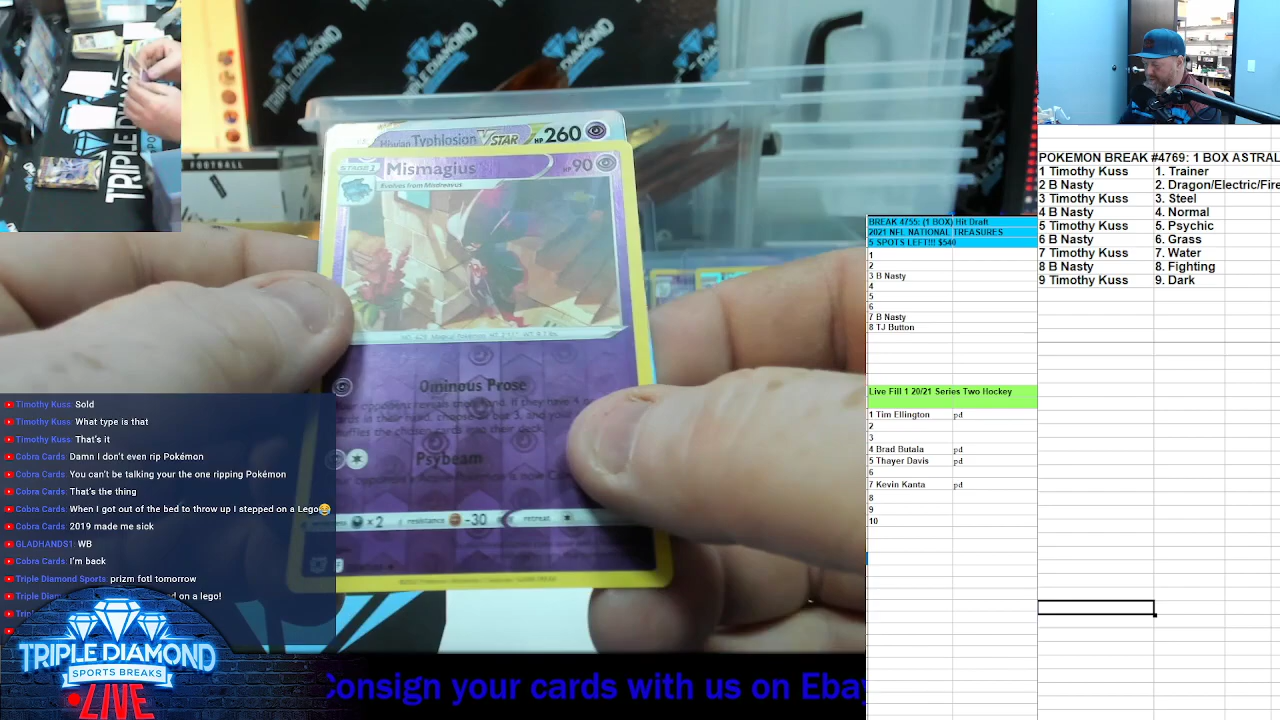 Hisuian Typhlosion VSTAR HP 260
STAGE 1 Mismagius HP 90
Evolves from Misdreavus
Ominous Prose
Psybeam
×2 resistance -30 retreat
FOOTBALL
TRIPLE DIAMOND
Timothy Kuss: Sold
Timothy Kuss: What type is that
Timothy Kuss: That's it
Cobra Cards: Damn I don't even rip Pokémon
Cobra Cards: You can't be talking your the one ripping Pokémon
Cobra Cards: That's the thing
Cobra Cards: When I got out of the bed to throw up I stepped on a Lego😂
Cobra Cards: 2019 made me sick
GLADHANDS1: WB
Cobra Cards: I'm back
Triple Diamond Sports: prizm fotl tomorrow
Triple Diam d on a lego!
Tripl
TRIPLE DIAMOND
SPORTS BREAKS
LIVE
Consign your cards with us on Ebay
BREAK 4755: (1 BOX) Hit Draft
2021 NFL NATIONAL TREASURES
5 SPOTS LEFT!!! $540
1
2
3 B Nasty
4
5
6
7 B Nasty
8 TJ Button
Live Fill 1 20/21 Series Two Hockey
1 Tim Ellington pd
2
3
4 Brad Butala pd
5 Thayer Davis pd
6
7 Kevin Kanta pd
8
9
10
POKEMON BREAK #4769: 1 BOX ASTRAL
1 Timothy Kuss 1. Trainer
2 B Nasty 2. Dragon/Electric/Fire
3 Timothy Kuss 3. Steel
4 B Nasty 4. Normal
5 Timothy Kuss 5. Psychic
6 B Nasty 6. Grass
7 Timothy Kuss 7. Water
8 B Nasty 8. Fighting
9 Timothy Kuss 9. Dark